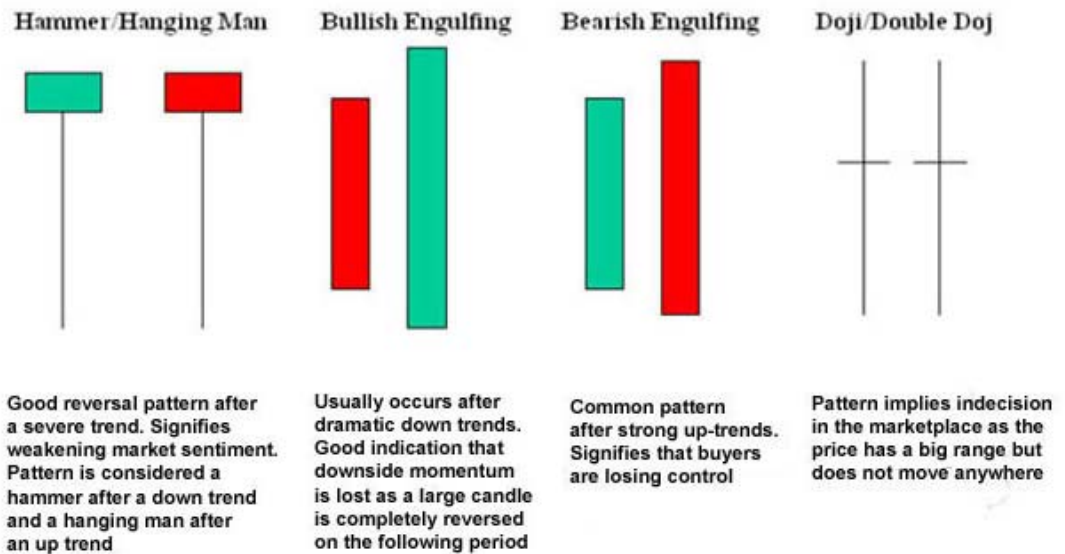 Hammer/Hanging Man
Bullish Engulfing
Bearish Engulfing
Doji/Double Doj
Good reversal pattern after
a severe trend. Signifies
weakening market sentiment.
Pattern is considered a
hammer after a down trend
and a hanging man after
an up trend
Usually occurs after
dramatic down trends.
Good indication that
downside momentum
is lost as a large candle
is completely reversed
on the following period
Common pattern
after strong up-trends.
Signifies that buyers
are losing control
Pattern implies indecision
in the marketplace as the
price has a big range but
does not move anywhere